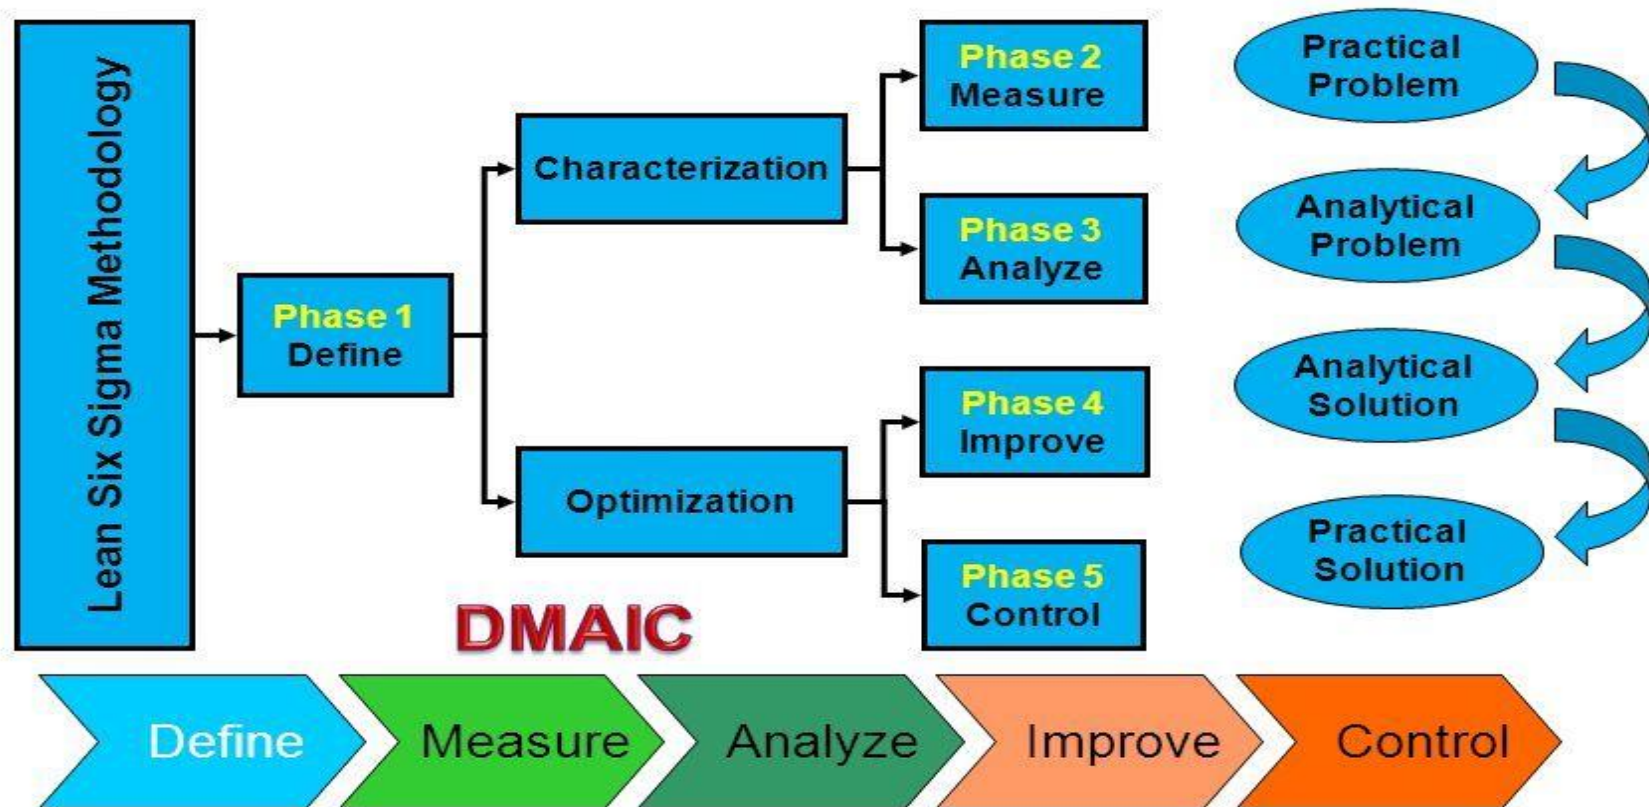 Lean Six Sigma Methodology
Phase 1
Define
Characterization
Optimization
Phase 2
Measure
Phase 3
Analyze
Phase 4
Improve
Phase 5
Control
Practical
Problem
Analytical
Problem
Analytical
Solution
Practical
Solution
DMAIC
Define
Measure
Analyze
Improve
Control